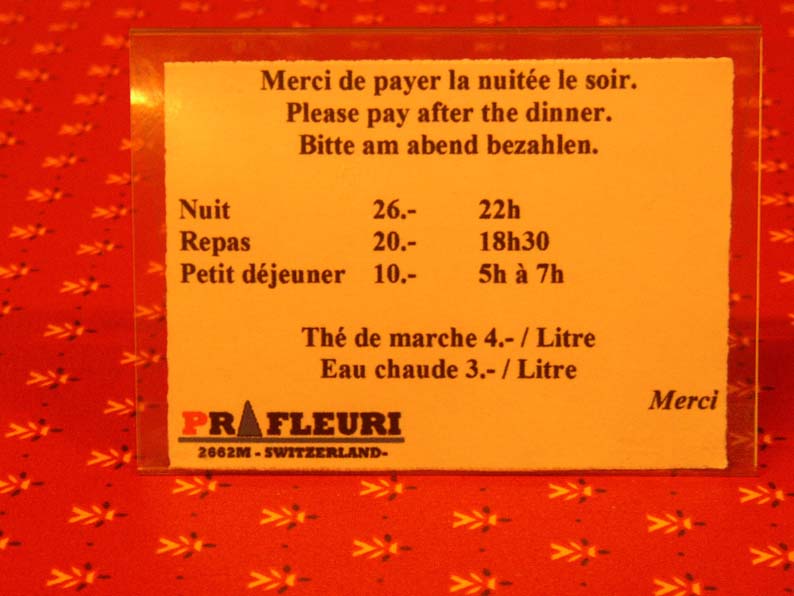 Merci de payer la nuitée le soir.
Please pay after the dinner.
Bitte am abend bezahlen.
Nuit 26.- 22h
Repas 20.- 18h30
Petit déjeuner 10.- 5h à 7h
Thé de marche 4.- / Litre
Eau chaude 3.- / Litre
Merci
PRAFLEURI
2662M - SWITZERLAND-